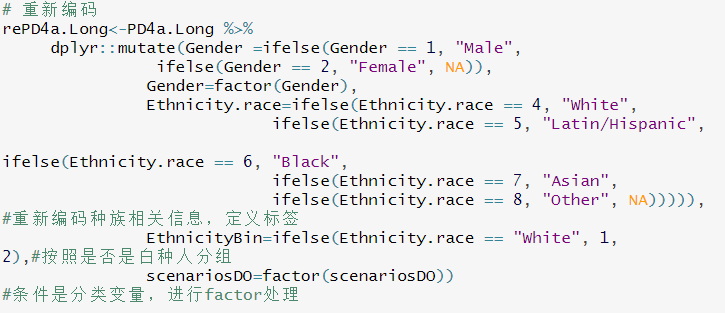 # 重新编码
rePD4a.Long<-PD4a.Long %>%
dplyr::mutate(Gender =ifelse(Gender == 1, "Male",
ifelse(Gender == 2, "Female", NA)),
Gender=factor(Gender),
Ethnicity.race=ifelse(Ethnicity.race == 4, "White",
ifelse(Ethnicity.race == 5, "Latin/Hispanic",
ifelse(Ethnicity.race == 6, "Black",
ifelse(Ethnicity.race == 7, "Asian",
ifelse(Ethnicity.race == 8, "Other", NA))))),
#重新编码种族相关信息，定义标签
EthnicityBin=ifelse(Ethnicity.race == "White", 1,
2),#按照是否是白种人分组
scenariosDO=factor(scenariosDO))
#条件是分类变量，进行factor处理